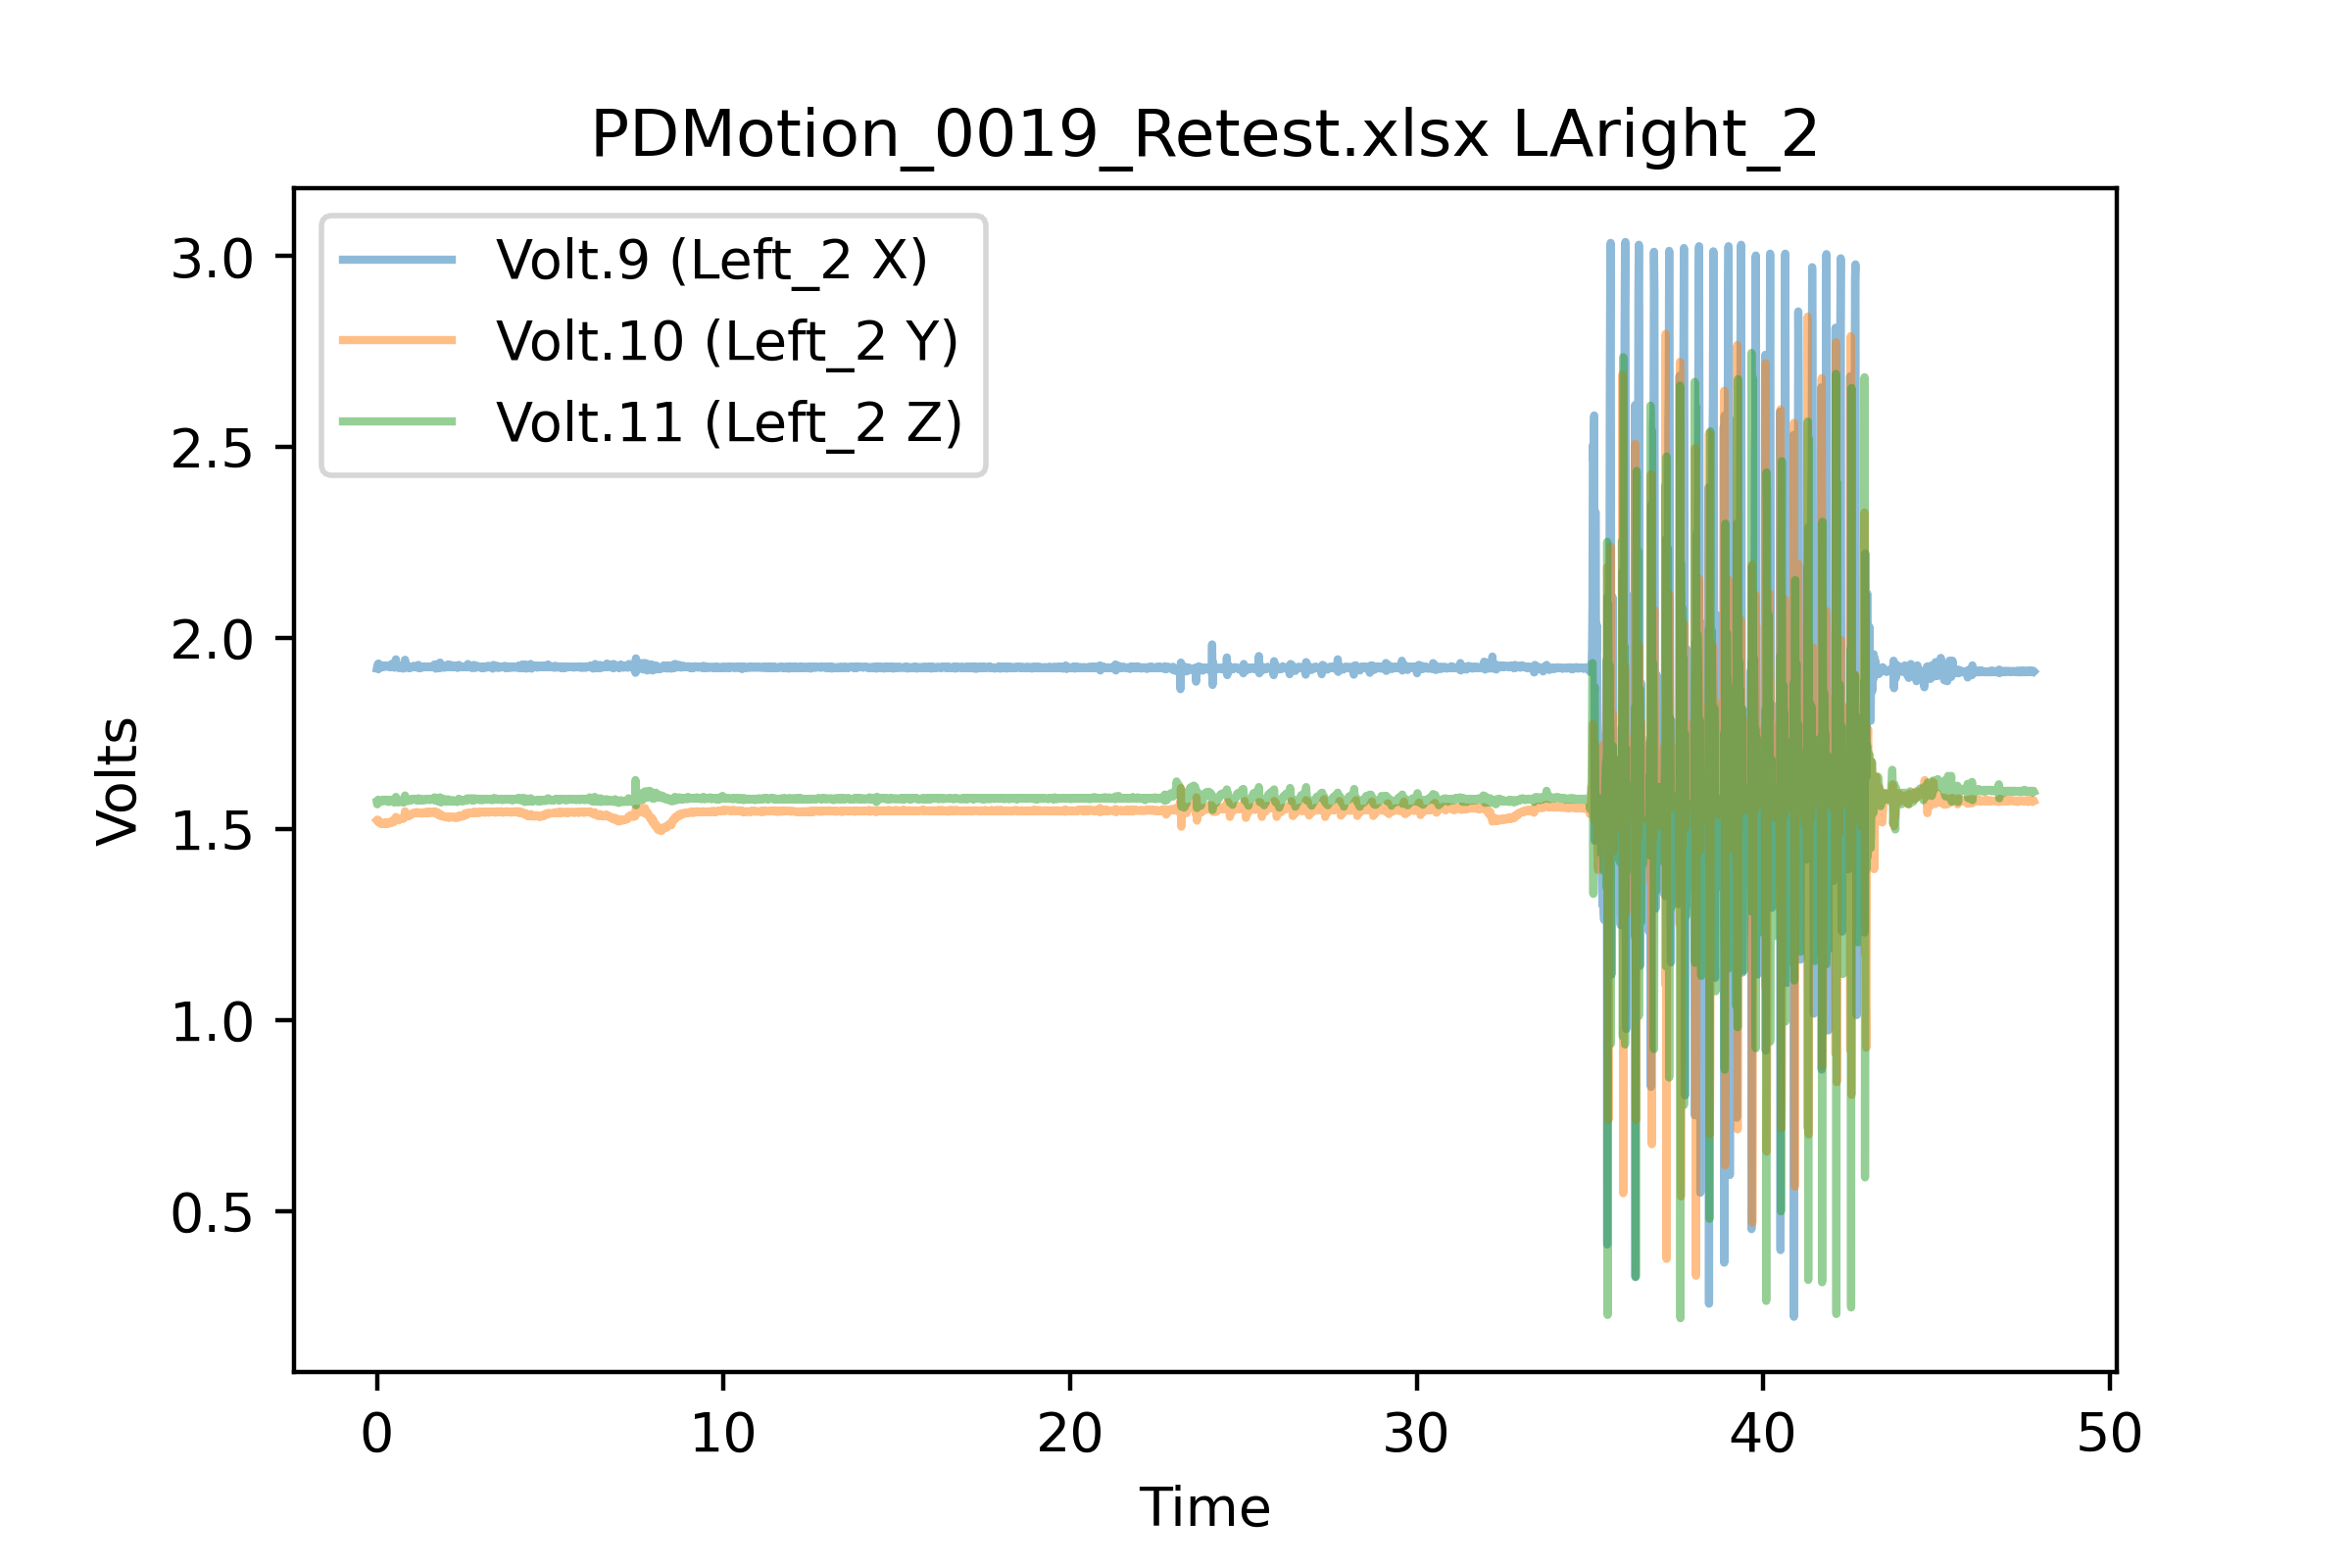 PDMotion_0019_Retest.xlsx LAright_2
Volt.9 (Left_2 X)
Volt.10 (Left_2 Y)
Volt.11 (Left_2 Z)
3.0
2.5
2.0
1.5
1.0
0.5
Volts
0 10 20 30 40 50
Time